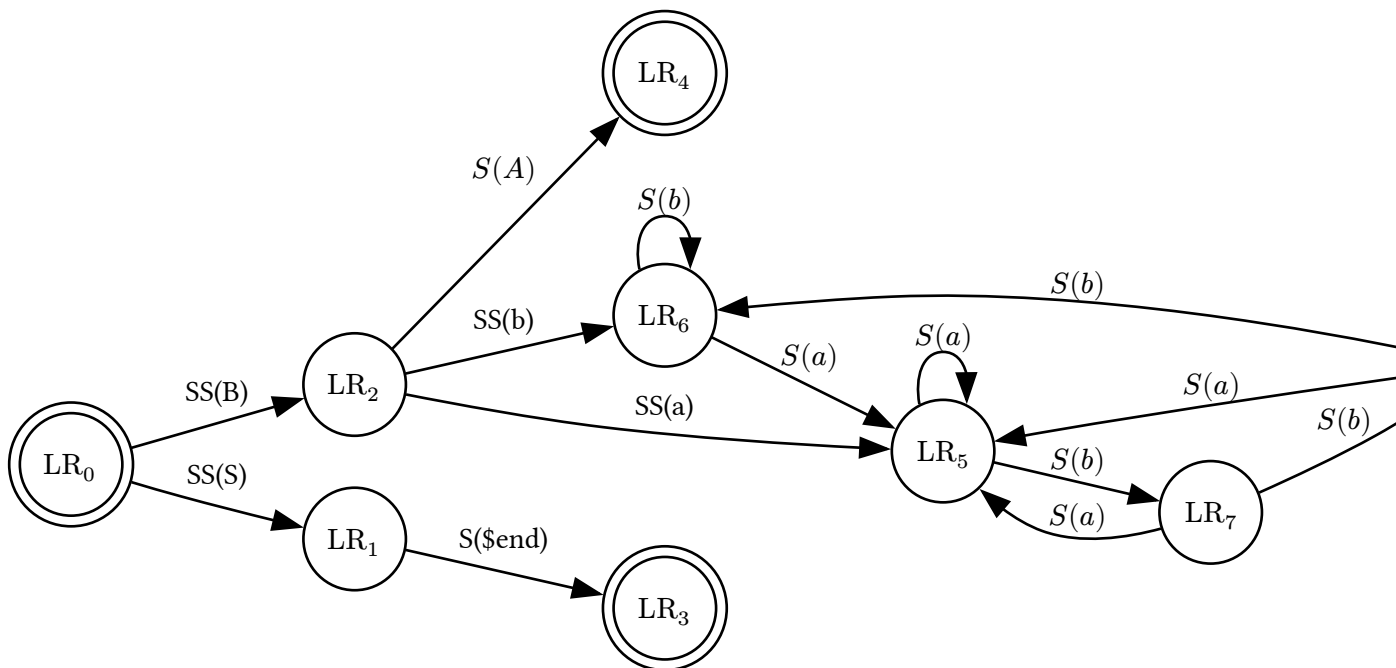 LR₄
S(A)
S(b)
S(b)
SS(b)
LR₆
S(a)
S(a)
S(a)
LR₂
SS(B)
SS(a)
S(b)
LR₀
LR₅
S(b)
SS(S)
S(a)
LR₇
LR₁
S($end)
LR₃